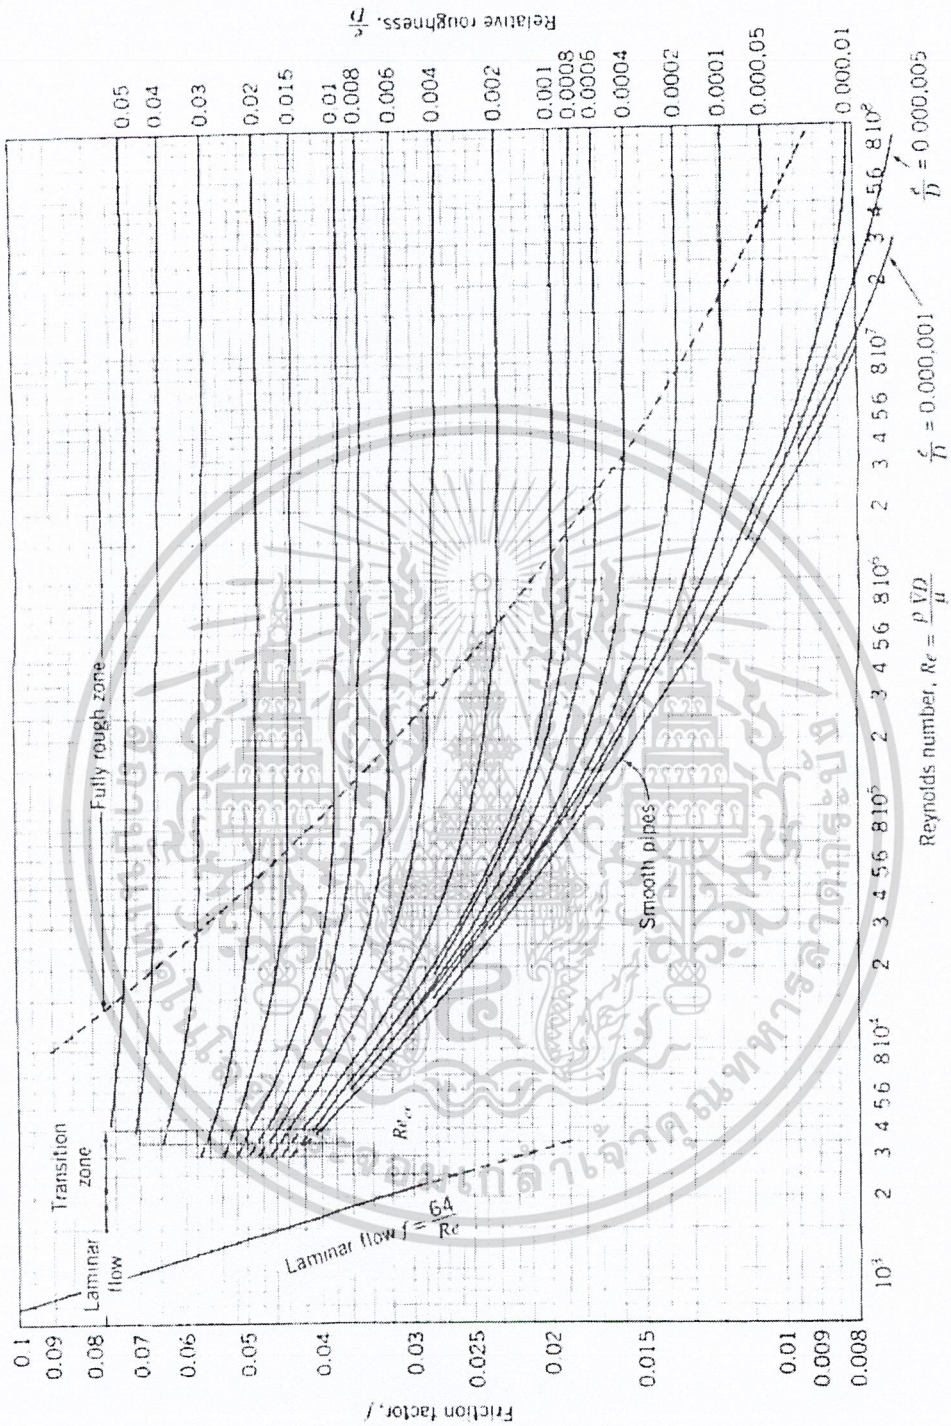 Relative roughness. e/D
0.05
0.04
0.03
0.02
0.015
0.01
0.008
0.006
0.004
0.002
0.001
0.0008
0.0006
0.0004
0.0002
0.0001
0.000,05
0 000,01
Fully rough zone
Transition
zone
Laminar
flow
Laminar flow f = 64/Re
Re cr
Smooth pipes
0.1
0.09
0.08
0.07
0.06
0.05
0.04
0.03
0.025
0.02
0.015
0.01
0.009
0.008
Friction factor, f
10³ 2 3 4 5 6 8 10⁴ 2 3 4 5 6 8 10⁵ 2 3 4 5 6 8 10⁶ 2 3 4 5 6 8 10⁷ 2 3 4 5 6 8 10⁸
Reynolds number, Re = ρ V̄D/μ
e/D = 0.000,001
e/D = 0 000,005